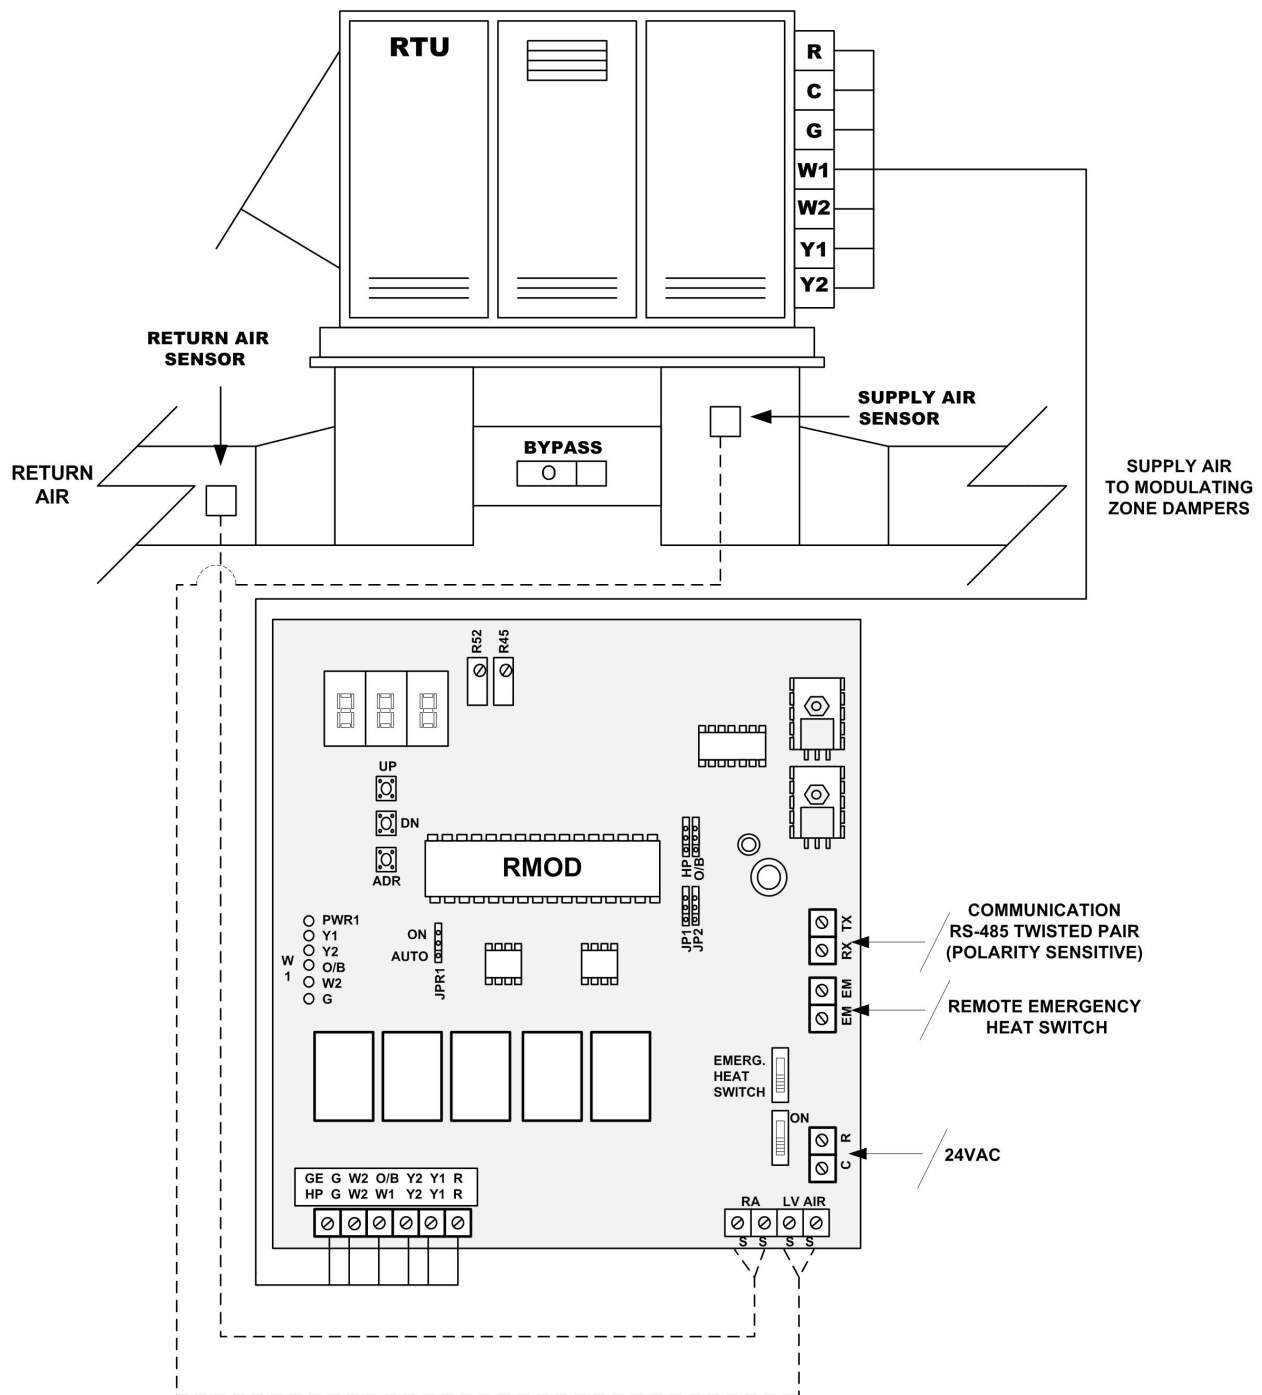 RTU
R
C
G
W1
W2
Y1
Y2
RETURN AIR
SENSOR
SUPPLY AIR
SENSOR
BYPASS
RETURN
AIR
SUPPLY AIR
TO MODULATING
ZONE DAMPERS
R52
R45
UP
DN
ADR
RMOD
HP
O/B
JP1
JP2
PWR1
Y1
Y2
O/B
W2
G
W
1
ON
AUTO
JPR1
TX
RX
COMMUNICATION
RS-485 TWISTED PAIR
(POLARITY SENSITIVE)
EM
EM
REMOTE EMERGENCY
HEAT SWITCH
EMERG.
HEAT
SWITCH
ON
R
C
24VAC
GE G W2 O/B Y2 Y1 R
HP G W2 W1 Y2 Y1 R
RA LV AIR
S S S S